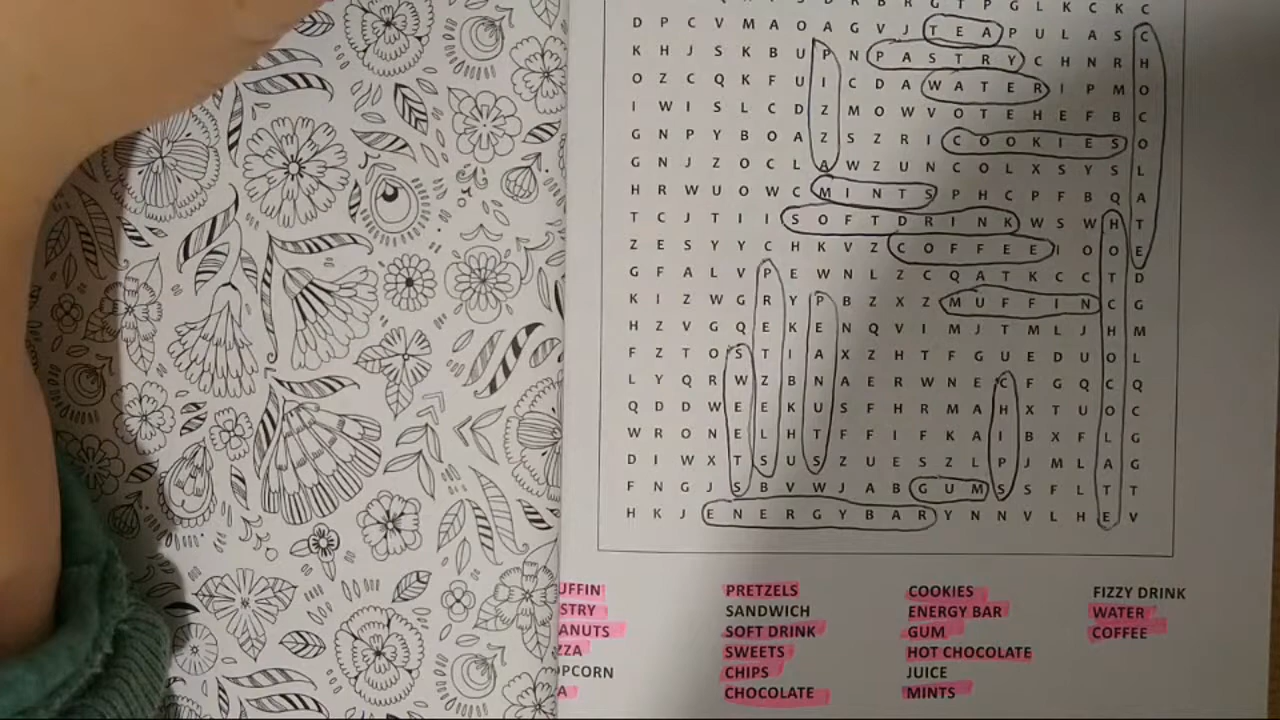 G T P G L K C K C
D P C V M A O A G V J T E A P U L A S C
K H J S K B U P N P A S T R Y C H N R H
O Z C Q K F U I C D A W A T E R I P M O
I W I S L C D Z M O W V O T E H E F B C
G N P Y B O A Z S Z R I C O O K I E S O
G N J Z O C L A W Z U N C O L X S Y S L
H R W U O W C M I N T S P H C P F B Q A
T C J T I I S O F T D R I N K W S W H T
Z E S Y Y C H K V Z C O F F E E I O O E
G F A L V P E W N L Z C Q A T K C C T D
K I Z W G R Y P B Z X Z M U F F I N C G
H Z V G Q E K E N Q V I M J T M L J H M
F Z T O S T I A X Z H T F G U E D U O L
L Y Q R W Z B N A E R W N E C F G Q C Q
Q D D W E E K U S F H R M A H X T U O C
W R O N E L H T F F I F K A I B X F L G
D I W X T S U S Z U E S Z L P J M L A G
F N G J S B V W J A B G U M S S F L T T
H K J E N E R G Y B A R Y N N V L H E V
UFFIN PRETZELS COOKIES FIZZY DRINK
STRY SANDWICH ENERGY BAR WATER
ANUTS SOFT DRINK GUM COFFEE
ZZA SWEETS HOT CHOCOLATE
OPCORN CHIPS JUICE
A CHOCOLATE MINTS